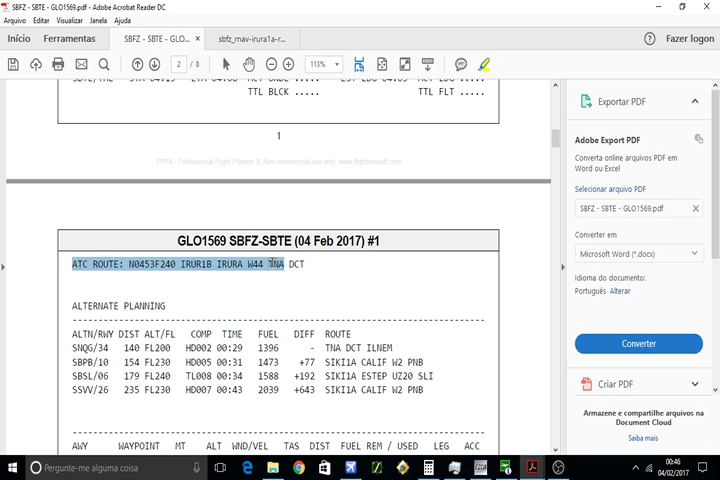 SBFZ - SBTE - GLO1569.pdf - Adobe Acrobat Reader DC
Arquivo Editar Visualizar Janela Ajuda
Início Ferramentas SBFZ - SBTE - GLO... × sbfz_rnav-irura1a-r... Fazer logon
2 / 8 113%
TTL BLCK ..... TTL FLT .....
1
PFPX - Professional Flight Planner X. Non-commercial use only. www.flightsimsoft.com
GLO1569 SBFZ-SBTE (04 Feb 2017) #1
ATC ROUTE: N0453F240 IRUR1B IRURA W44 TNA DCT
ALTERNATE PLANNING
ALTN/RWY DIST ALT/FL COMP TIME FUEL DIFF ROUTE
SNQG/34 140 FL200 HD002 00:29 1396 - TNA DCT ILNEM
SBPB/10 154 FL230 HD005 00:31 1473 +77 SIKI1A CALIF W2 PNB
SBSL/06 179 FL240 TL008 00:34 1588 +192 SIKI1A ESTEP UZ20 SLI
SSVV/26 235 FL230 HD007 00:43 2039 +643 SIKI1A CALIF W2 PNB
AWY WAYPOINT MT ALT WND/VEL TAS DIST FUEL REM / USED LEG ACC
Exportar PDF
Adobe Export PDF
Converta online arquivos PDF em
Word ou Excel
Selecionar arquivo PDF
SBFZ - SBTE - GLO1569.pdf
Converter em
Microsoft Word (*.docx)
Idioma do documento:
Português Alterar
Converter
Criar PDF
Armazene e compartilhe arquivos na
Document Cloud
Saiba mais
Pergunte-me alguma coisa
00:46
04/02/2017